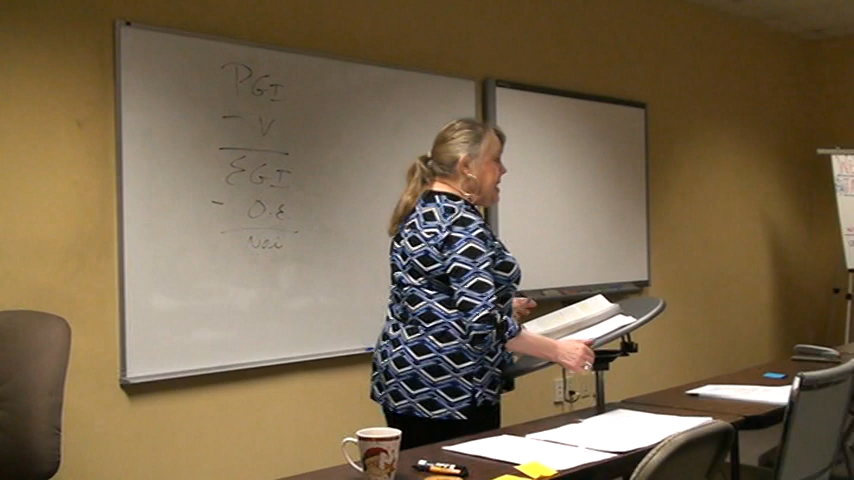 PGI
- V
EGI
- O.E
NOI